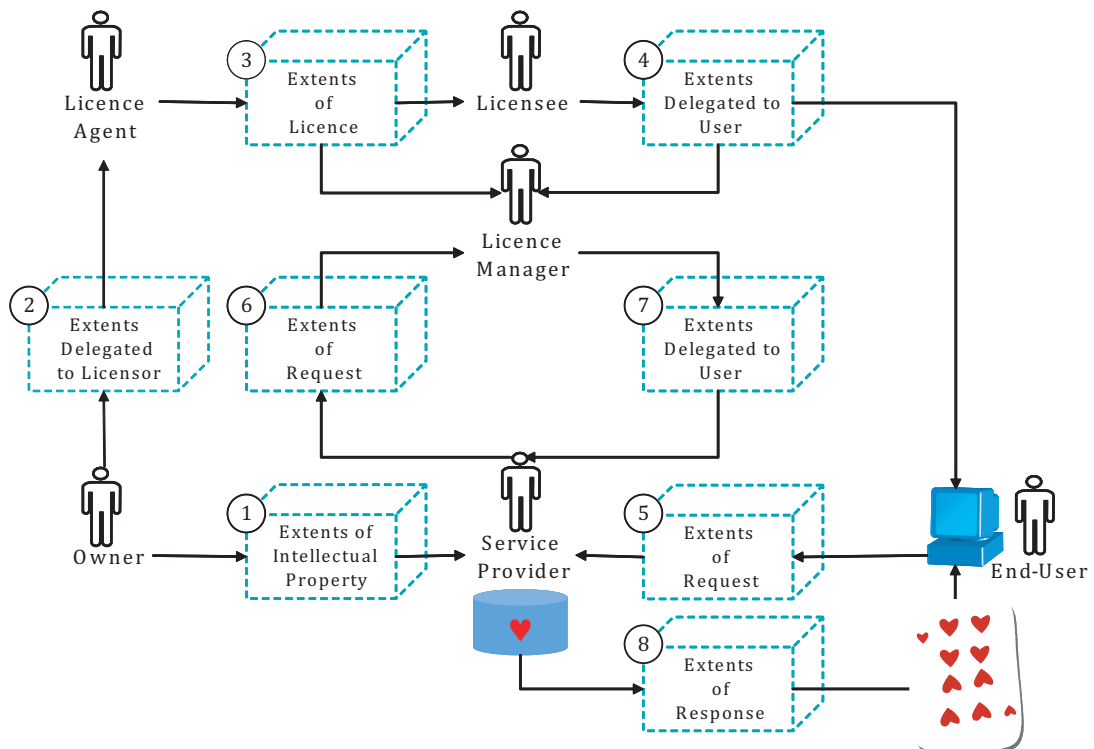 3
Extents
of
Licence
4
Extents
Delegated to
User
Licence
Agent
Licensee
Licence
Manager
2
Extents
Delegated
to Licensor
6
Extents
of
Request
7
Extents
Delegated to
User
Owner
1
Extents of
Intellectual
Property
Service
Provider
5
Extents
of
Request
End-User
8
Extents
of
Response